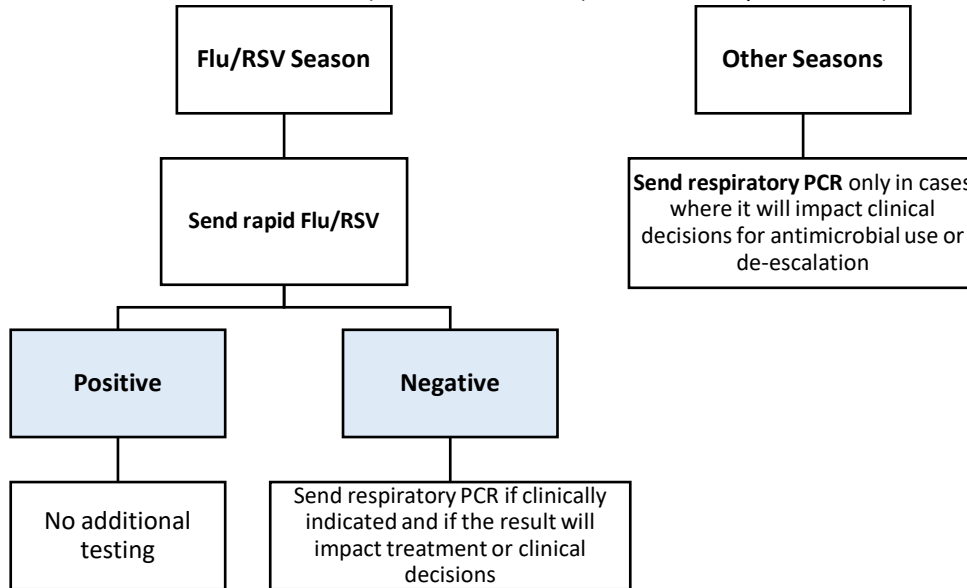 Flu/RSV Season
Other Seasons
Send rapid Flu/RSV
Send respiratory PCR only in cases
where it will impact clinical
decisions for antimicrobial use or
de-escalation
Positive
Negative
No additional
testing
Send respiratory PCR if clinically
indicated and if the result will
impact treatment or clinical
decisions